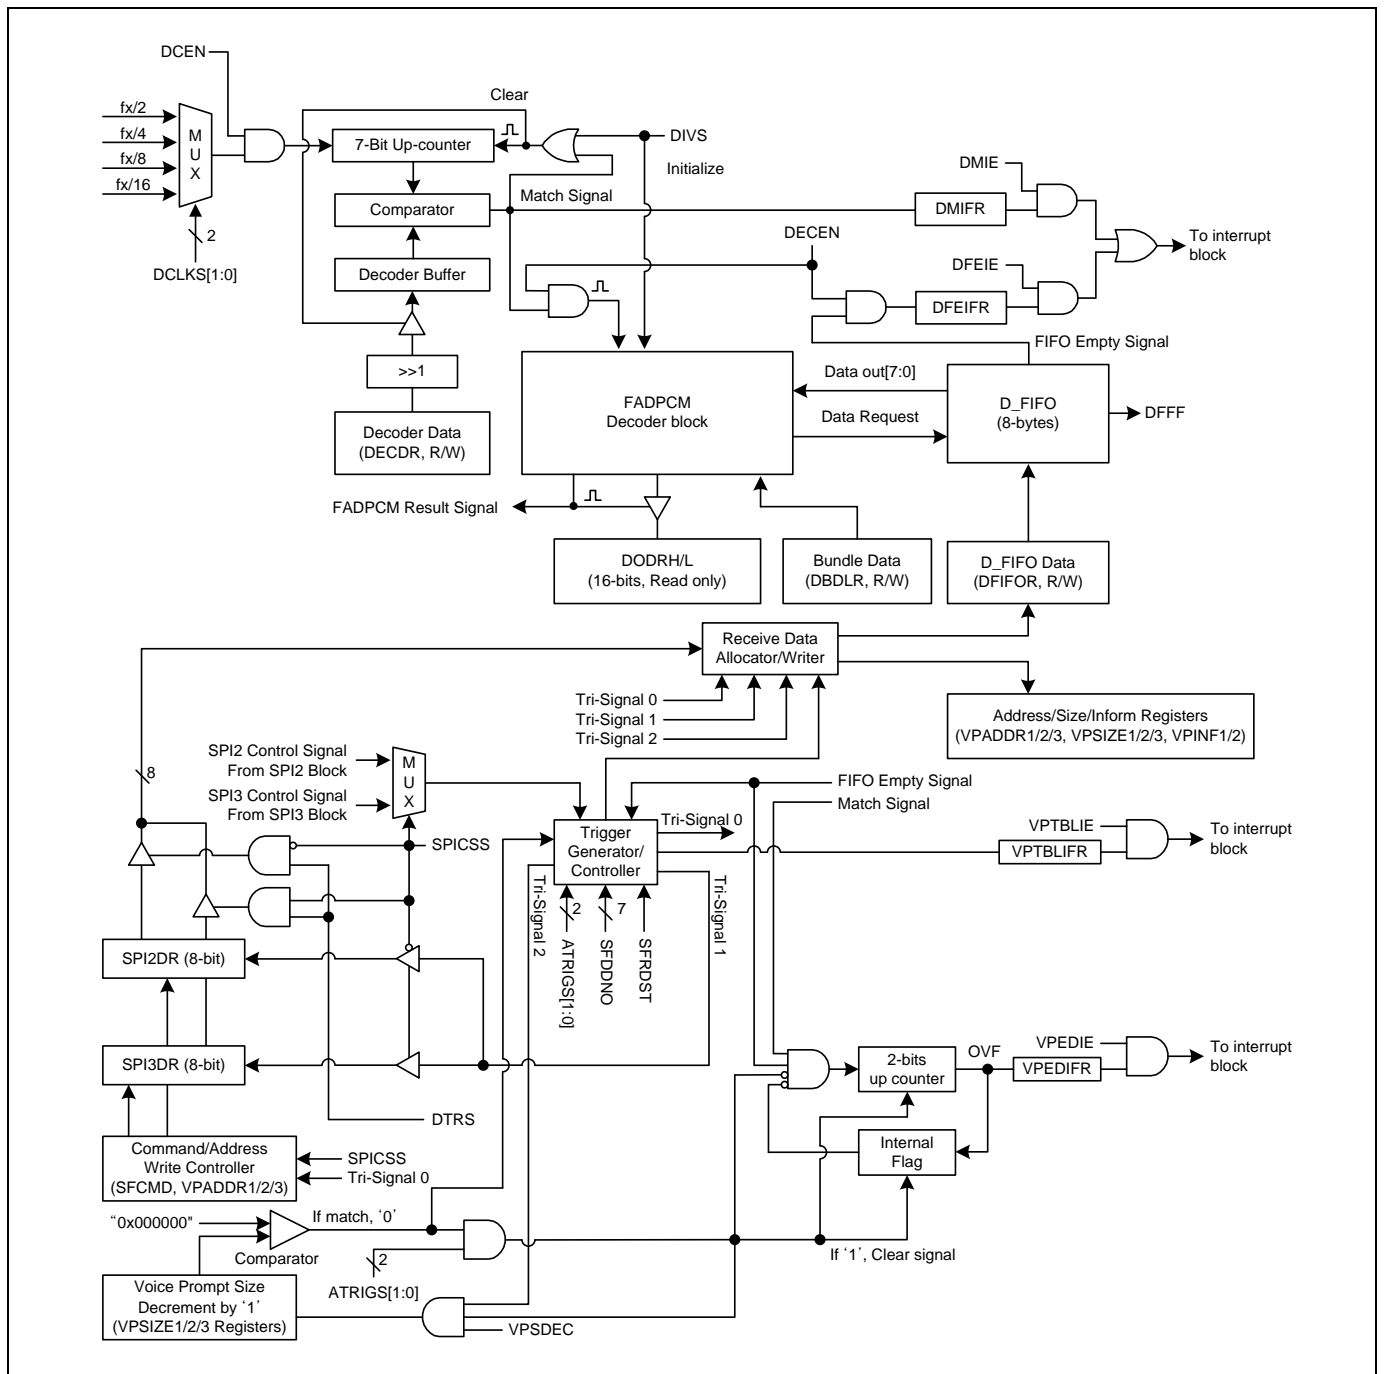 DCEN
fx/2
fx/4
fx/8
fx/16
M
U
X
2
DCLKS[1:0]
Clear
7-Bit Up-counter
DIVS
Initialize
Match Signal
Comparator
Decoder Buffer
>>1
Decoder Data
(DECDR, R/W)
DMIE
DMIFR
To interrupt
block
DECEN
DFEIE
DFEIFR
FIFO Empty Signal
FADPCM
Decoder block
Data out[7:0]
Data Request
D_FIFO
(8-bytes)
DFFF
FADPCM Result Signal
DODRH/L
(16-bits, Read only)
Bundle Data
(DBDLR, R/W)
D_FIFO Data
(DFIFOR, R/W)
Receive Data
Allocator/Writer
Tri-Signal 0
Tri-Signal 1
Tri-Signal 2
Address/Size/Inform Registers
(VPADDR1/2/3, VPSIZE1/2/3, VPINF1/2)
8
SPI2 Control Signal
From SPI2 Block
SPI3 Control Signal
From SPI3 Block
M
U
X
FIFO Empty Signal
Match Signal
SPICSS
Trigger
Generator/
Controller
Tri-Signal 0
VPTBLIE
VPTBLIFR
To interrupt
block
Tri-Signal 2
2
ATRIGS[1:0]
7
SFDDNO
SFRDST
Tri-Signal 1
SPI2DR (8-bit)
SPI3DR (8-bit)
DTRS
Command/Address
Write Controller
(SFCMD, VPADDR1/2/3)
SPICSS
Tri-Signal 0
2-bits
up counter
OVF
VPEDIE
VPEDIFR
To interrupt
block
Internal
Flag
“0x000000"
If match, ‘0’
Comparator
2
ATRIGS[1:0]
If ‘1’, Clear signal
Voice Prompt Size
Decrement by ‘1’
(VPSIZE1/2/3 Registers)
VPSDEC